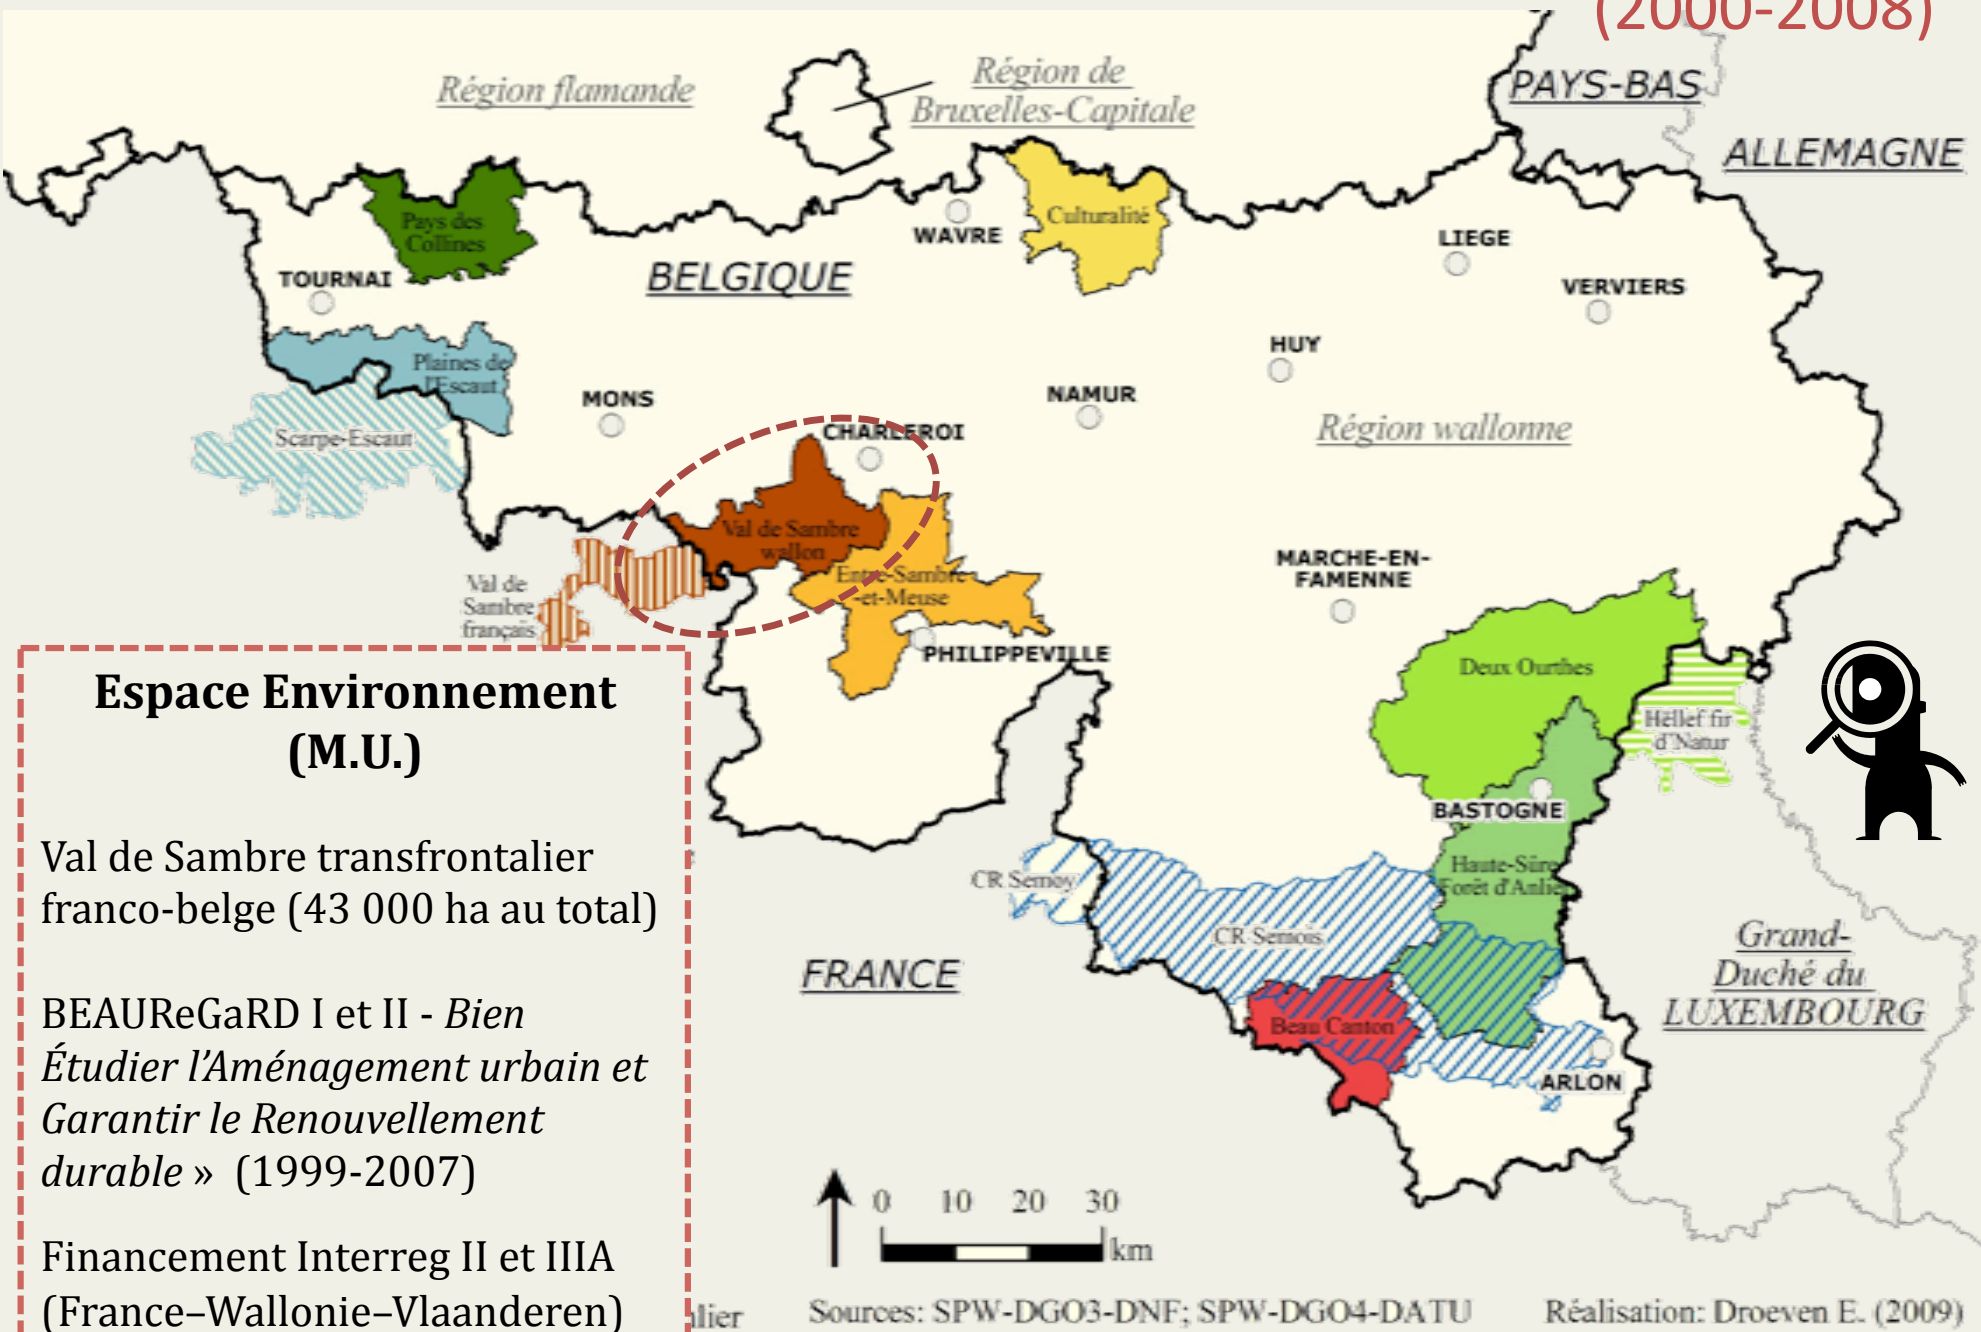 (2000-2008)
Région flamande
Région de
Bruxelles-Capitale
PAYS-BAS
ALLEMAGNE
Pays des
Collines
Culturalité
WAVRE
LIEGE
TOURNAI
BELGIQUE
VERVIERS
HUY
Plaines de
l'Escaut
MONS
NAMUR
Scarpe-Escaut
CHARLEROI
Région wallonne
Val de Sambre
wallon
Entre-Sambre
-et-Meuse
MARCHE-EN-
FAMENNE
Val de
Sambre
français
PHILIPPEVILLE
Deux Ourthes
Hëllef fir
d'Natur
BASTOGNE
Haute-Sûre
Forêt d'Anlier
CR Semoy
CR Semois
FRANCE
Grand-
Duché du
LUXEMBOURG
Beau Canton
ARLON
Espace Environnement
(M.U.)
Val de Sambre transfrontalier
franco-belge (43 000 ha au total)
BEAUReGaRD I et II - Bien
Étudier l’Aménagement urbain et
Garantir le Renouvellement
durable » (1999-2007)
Financement Interreg II et IIIA
(France–Wallonie–Vlaanderen)
0 10 20 30
km
Sources: SPW-DGO3-DNF; SPW-DGO4-DATU
Réalisation: Droeven E. (2009)